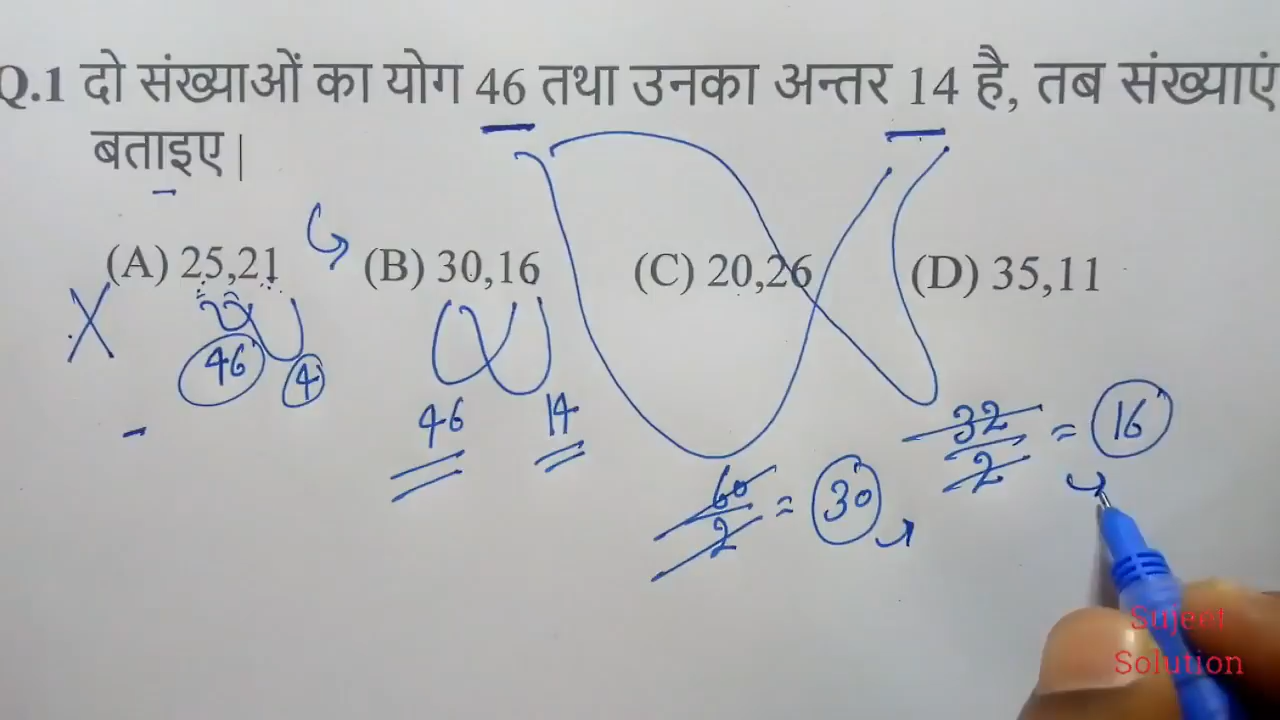 Q.1 दो संख्याओं का योग 46 तथा उनका अन्तर 14 है, तब संख्याएं
बताइए |
(A) 25,21 (B) 30,16 (C) 20,26 (D) 35,11
46 4
46 14
32/2 = 16
60/2 = 30
Sujeet
Solution